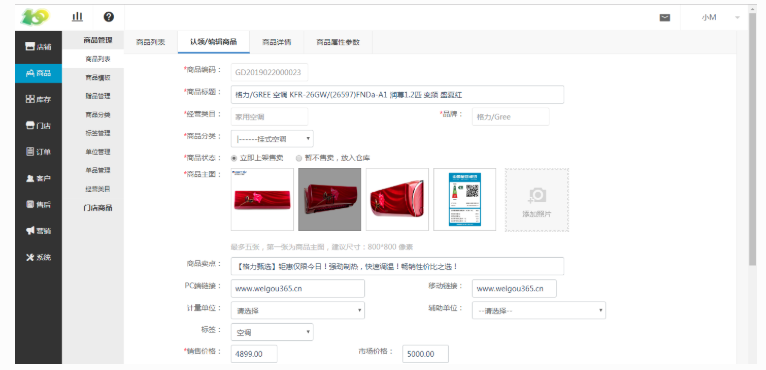 小M
店铺
商品
库存
门店
订单
客户
售后
营销
系统
商品管理
商品列表
商品橱放
赠品管理
商品分类
标签管理
单位管理
单品管理
经营类目
门店商品
商品列表 认领/编辑商品 商品详情 商品属性参数
*商品编码： GD2019022000023
*商品标题： 格力/GREE 空调 KFR-26GW/(26597)FNDa-A1 润尊1.2匹 变频 盛夏红
*经营类目： 家用空调 *品牌： 格力/Gree
*商品分类： |------挂式空调
*商品状态： 立即上架售卖 暂不售卖，放入仓库
*商品主图：
添加照片
最多五张，第一张为商品主图，建议尺寸：800*800 像素
商品卖点： 【格力甄选】钜惠仅限今日！强劲制热，快速调温！畅销性价比之选！
PC端链接： www.weigou365.cn 移动链接： www.weigou365.cn
计量单位： 请选择 辅助单位： --请选择--
标签： 空调
*销售价格： 4899.00 市场价格： 5000.00